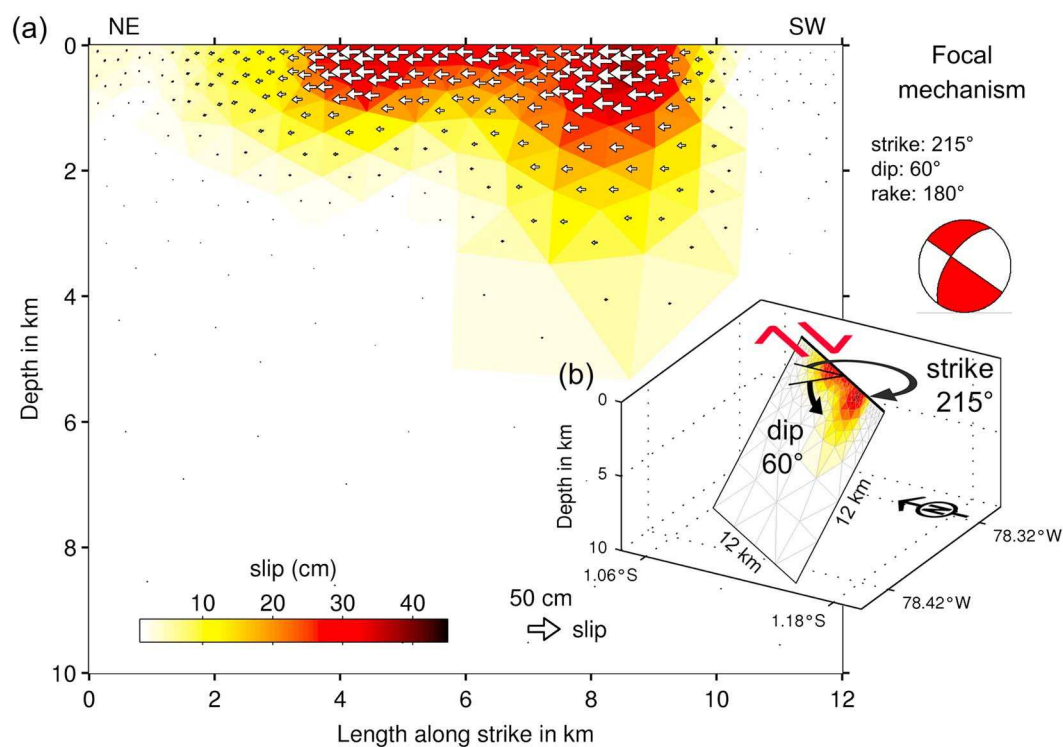 (a)
NE
SW
0
2
4
6
8
10
Depth in km
0
2
4
6
8
10
12
Length along strike in km
slip (cm)
10
20
30
40
50 cm
slip
Focal
mechanism
strike: 215°
dip: 60°
rake: 180°
(b)
strike
215°
dip
60°
0
5
10
Depth in km
12 km
12 km
N
1.06°S
1.18°S
78.42°W
78.32°W